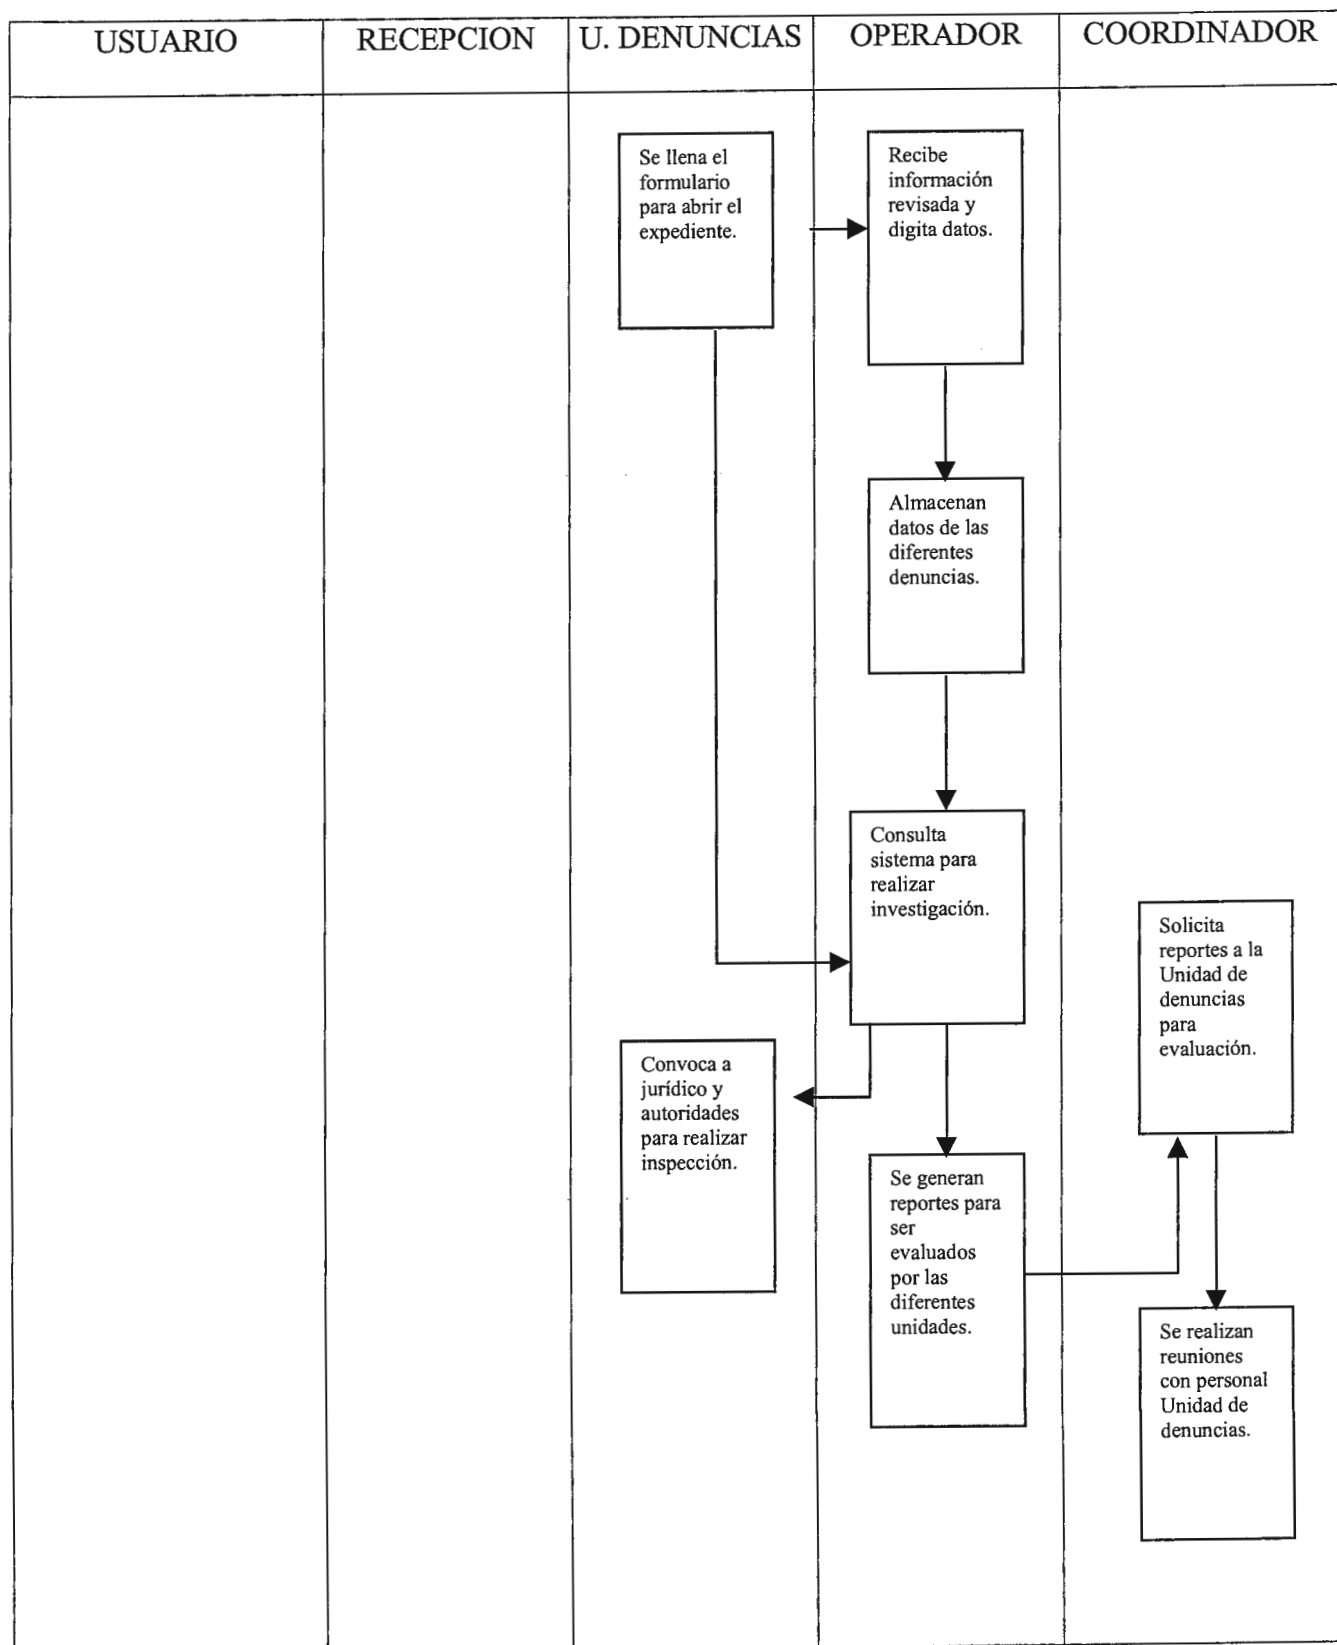 USUARIO
RECEPCION
U. DENUNCIAS
OPERADOR
COORDINADOR
Se llena el
formulario
para abrir el
expediente.
Recibe
información
revisada y
digita datos.
Almacenan
datos de las
diferentes
denuncias.
Consulta
sistema para
realizar
investigación.
Solicita
reportes a la
Unidad de
denuncias
para
evaluación.
Convoca a
jurídico y
autoridades
para realizar
inspección.
Se generan
reportes para
ser
evaluados
por las
diferentes
unidades.
Se realizan
reuniones
con personal
Unidad de
denuncias.